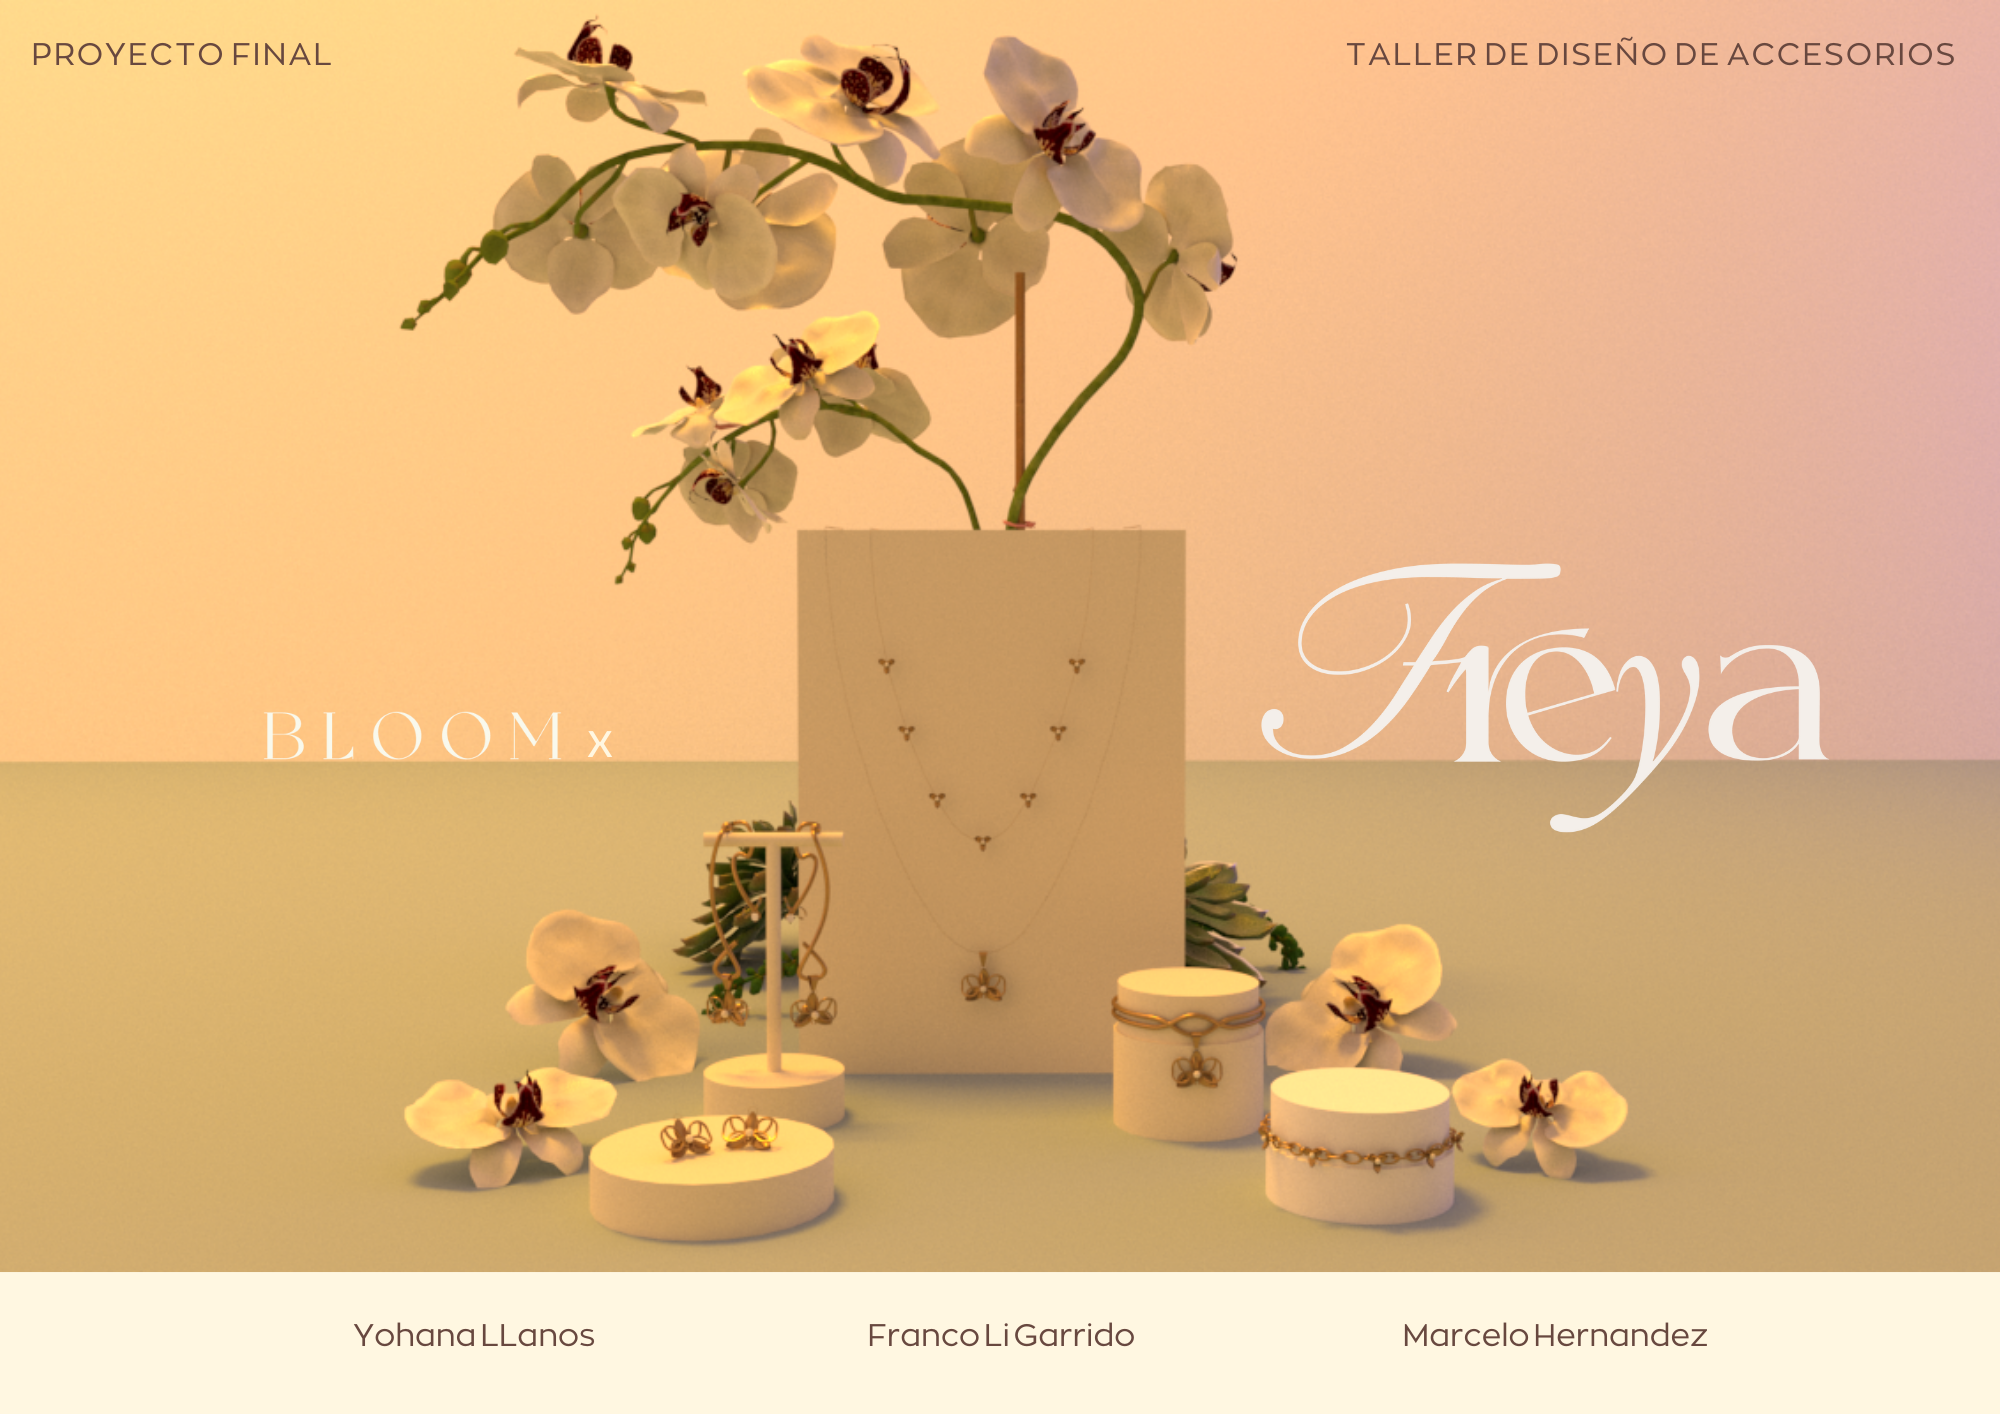 PROYECTO FINAL
TALLER DE DISEÑO DE ACCESORIOS
BLOOM x
Freya
Yohana LLanos
Franco Li Garrido
Marcelo Hernandez